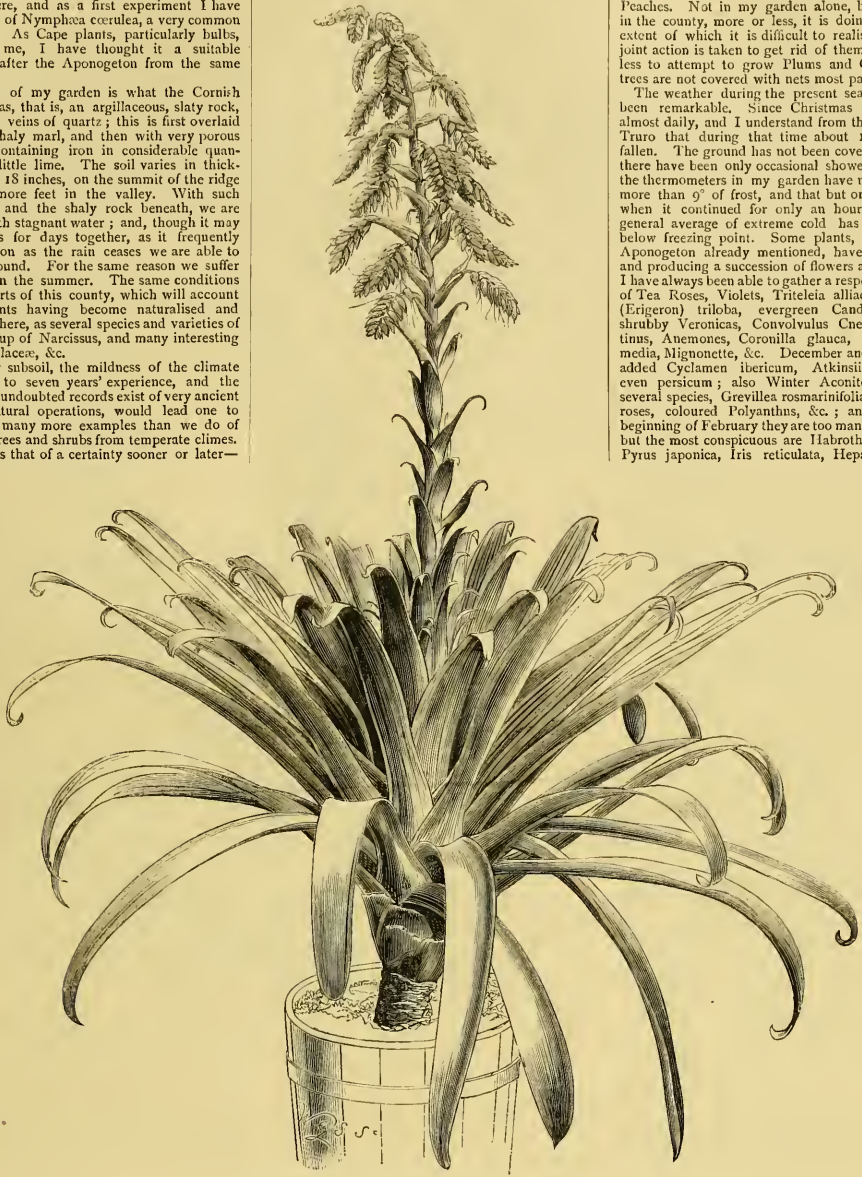 ere, and as a first experiment I have
of Nymphæa cœrulea, a very common
As Cape plants, particularly bulbs,
me, I have thought it a suitable
after the Aponogeton from the same
of my garden is what the Cornish
as, that is, an argillaceous, slaty rock,
veins of quartz ; this is first overlaid
haly marl, and then with very porous
ontaining iron in considerable quan-
little lime. The soil varies in thick-
18 inches, on the summit of the ridge
more feet in the valley. With such
and the shaly rock beneath, we are
th stagnant water ; and, though it may
s for days together, as it frequently
on as the rain ceases we are able to
ound. For the same reason we suffer
n the summer. The same conditions
rts of this county, which will account
nts having become naturalised and
here, as several species and varieties of
up of Narcissus, and many interesting
laceæ, &c.
subsoil, the mildness of the climate
to seven years' experience, and the
undoubted records exist of very ancient
tural operations, would lead one to
many more examples than we do of
rees and shrubs from temperate climes.
s that of a certainty sooner or later—
Peaches. Not in my garden alone, b
in the county, more or less, it is doin
extent of which it is difficult to realis
joint action is taken to get rid of them
less to attempt to grow Plums and C
trees are not covered with nets most pa
The weather during the present sea
been remarkable. Since Christmas
almost daily, and I understand from th
Truro that during that time about 1
fallen. The ground has not been cove
there have been only occasional showe
the thermometers in my garden have r
more than 9° of frost, and that but on
when it continued for only an hour
general average of extreme cold has
below freezing point. Some plants,
Aponogeton already mentioned, have
and producing a succession of flowers a
I have always been able to gather a resp
of Tea Roses, Violets, Triteleia alliac
(Erigeron) triloba, evergreen Cand
shrubby Veronicas, Convolvulus Cne
tinus, Anemones, Coronilla glauca,
media, Mignonette, &c. December an
added Cyclamen ibericum, Atkinsii
even persicum ; also Winter Aconite
several species, Grevillea rosmarinifolia
roses, coloured Polyanthus, &c. ; an
beginning of February they are too man
but the most conspicuous are Habroth
Pyrus japonica, Iris reticulata, Hepa